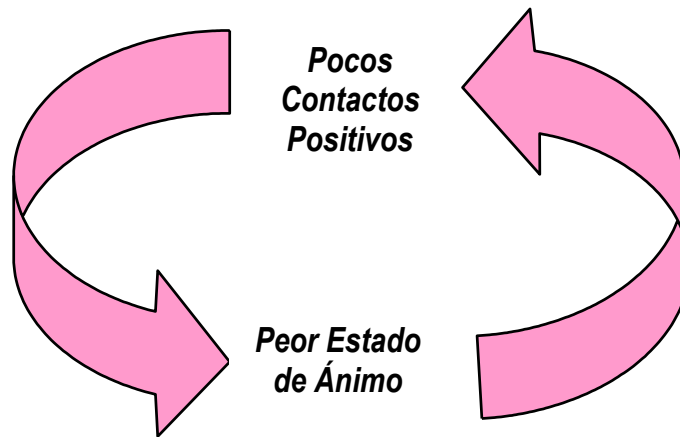 Pocos
Contactos
Positivos
Peor Estado
de Ánimo